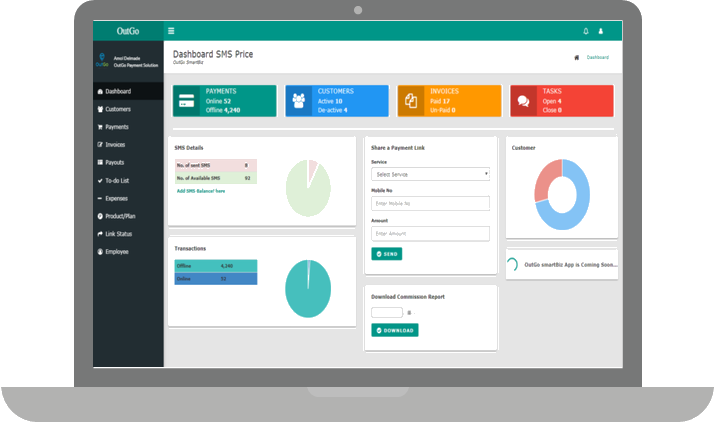 OutGo
Dashboard SMS Price
OutGo SmartBiz
Dashboard
OutGo
Amol Dalmade
OutGo Payment Solution
Dashboard
Customers
Payments
Invoices
Payouts
To-do List
Expenses
Product/Plan
Link Status
Employee
PAYMENTS
Online 52
Offline 4,240
CUSTOMERS
Active 10
De-active 4
INVOICES
Paid 17
Un-Paid 0
TASKS
Open 4
Close 0
SMS Details
No. of sent SMS 8
No. of Available SMS 92
Add SMS Balance! here
Transactions
Offline 4,240
Online 52
Share a Payment Link
Service
Select Service
Mobile No
Enter Mobile No
Amount
Enter Amount
SEND
Download Commission Report
DOWNLOAD
Customer
OutGo smartBiz App is Coming Soon...